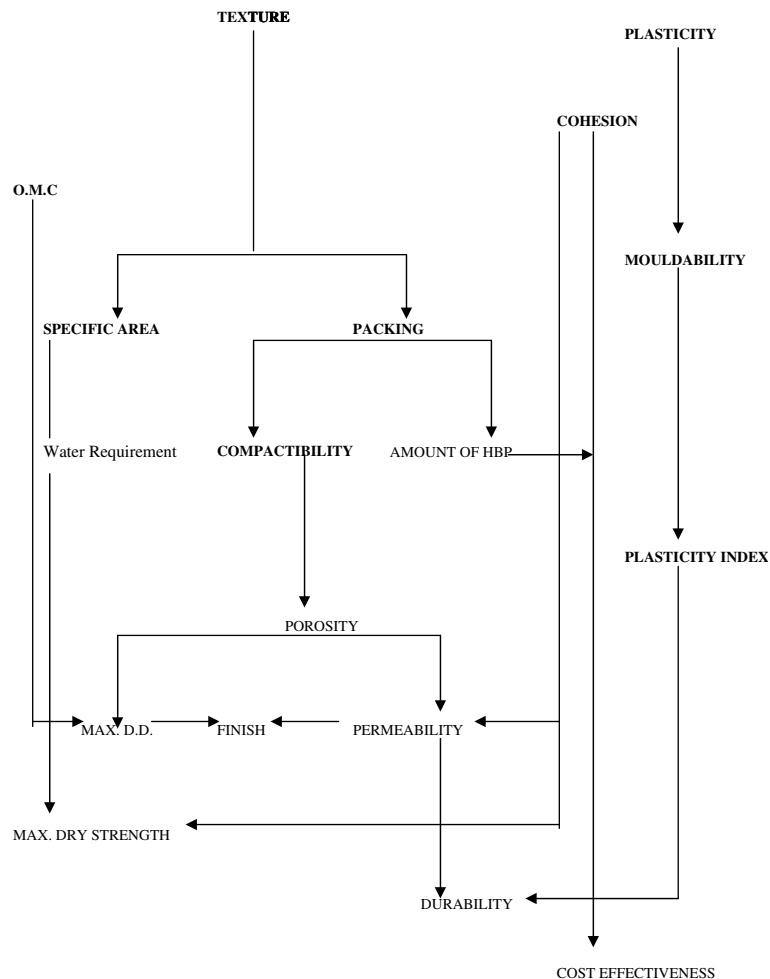 TEXTURE
PLASTICITY
COHESION
O.M.C
MOULDABILITY
SPECIFIC AREA
PACKING
Water Requirement
COMPACTIBILITY
AMOUNT OF HBP
PLASTICITY INDEX
POROSITY
MAX. D.D.
FINISH
PERMEABILITY
MAX. DRY STRENGTH
DURABILITY
COST EFFECTIVENESS